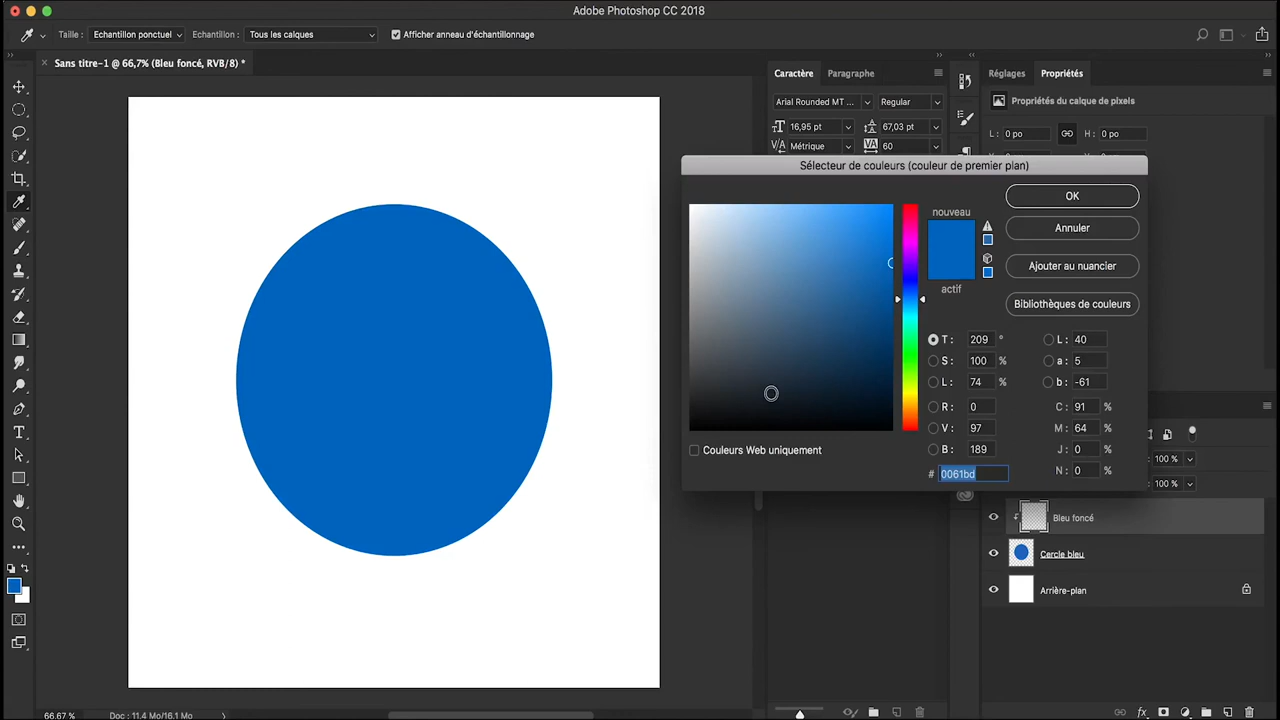 Adobe Photoshop CC 2018
Taille : Echantillon ponctuel Echantillon : Tous les calques Afficher anneau d'échantillonnage
Sans titre-1 @ 66,7% (Bleu foncé, RVB/8) *
Caractère Paragraphe
Arial Rounded MT ... Regular
16,95 pt 67,03 pt
Métrique 60
Réglages Propriétés
Propriétés du calque de pixels
L : 0 po H : 0 po
Sélecteur de couleurs (couleur de premier plan)
nouveau
actif
OK
Annuler
Ajouter au nuancier
Bibliothèques de couleurs
T : 209 ° L : 40
S : 100 % a : 5
L : 74 % b : -61
R : 0 C : 91 %
V : 97 M : 64 %
B : 189 J : 0 %
# 0061bd N : 0 %
Couleurs Web uniquement
100 %
100 %
Bleu foncé
Cercle bleu
Arrière-plan
66,67 % Doc : 11,4 Mo/16,1 Mo